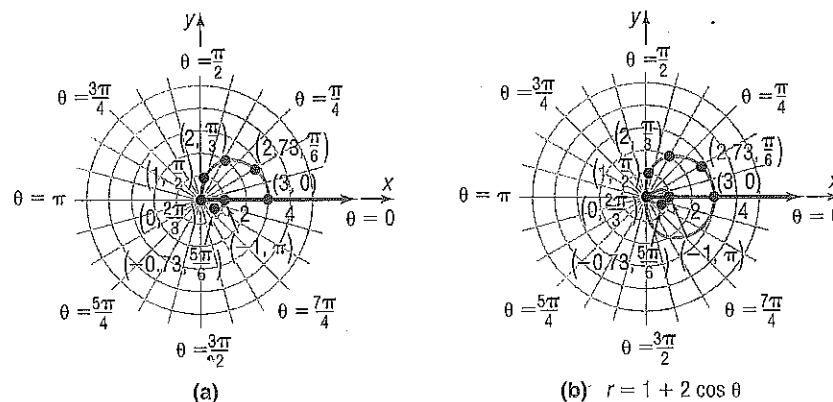 y
θ = π/2
θ = 3π/4
θ = π/4
(2, π/3)
(2,73, π/6)
(1, π/2)
(3, 0)
x
θ = π
2
4
θ = 0
(0, 2π/3)
(−0,73, 5π/6)
(−1, π)
θ = 5π/4
θ = 7π/4
θ = 3π/2
(a)
y
θ = π/2
θ = 3π/4
θ = π/4
(2, π/3)
(2,73, π/6)
(1, π/2)
(3, 0)
x
θ = π
2
4
(0, 2π/3)
(−0,73, 5π/6)
(−1, π)
θ = 5π/4
θ = 7π/4
θ = 3π/2
(b) r = 1 + 2 cos θ